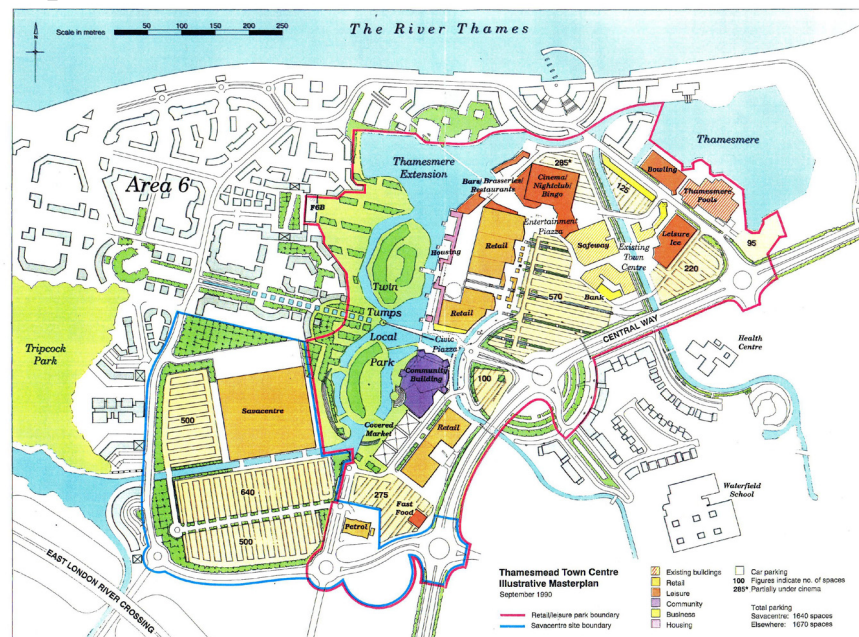 Scale in metres
50
100
150
200
250
The River Thames
Area 6
F6B
Thamesmere
Extension
Bars/Brasseries/
Restaurants
285*
Cinema/
Nightclub/
Bingo
125
Bowling
Thamesmere
Pools
Thamesmere
Entertainment
Piazza
Retail
Housing
Safeway
Existing
Town
Centre
Leisure
Ice
95
220
Twin
Tumps
Retail
570
Bank
CENTRAL WAY
Local
Park
Civic
Piazza
Tripcock
Park
Health
Centre
Community
Building
100
Savacentre
500
Covered
Market
Retail
640
275
Fast
Food
Petrol
500
Waterfield
School
EAST LONDON RIVER CROSSING
Thamesmead Town Centre
Illustrative Masterplan
September 1990
Retail/leisure park boundary
Savacentre site boundary
Existing buildings
Retail
Leisure
Community
Business
Housing
Car parking
100 Figures indicate no. of spaces
285* Partially under cinema
Total parking
Savacentre: 1640 spaces
Elsewhere: 1670 spaces